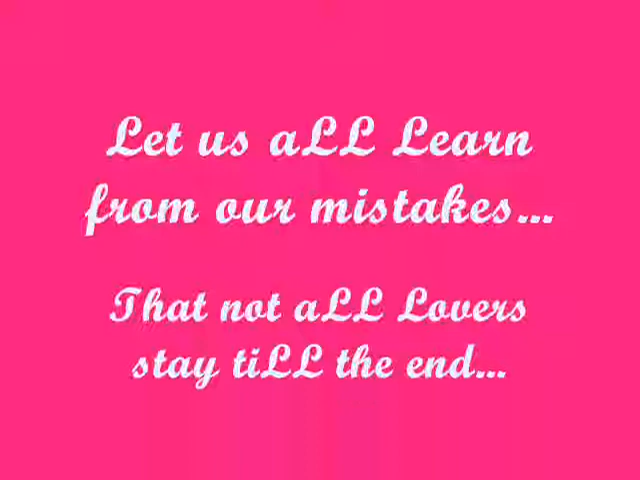 Let us aLL Learn
from our mistakes...
That not aLL Lovers
stay tiLL the end...